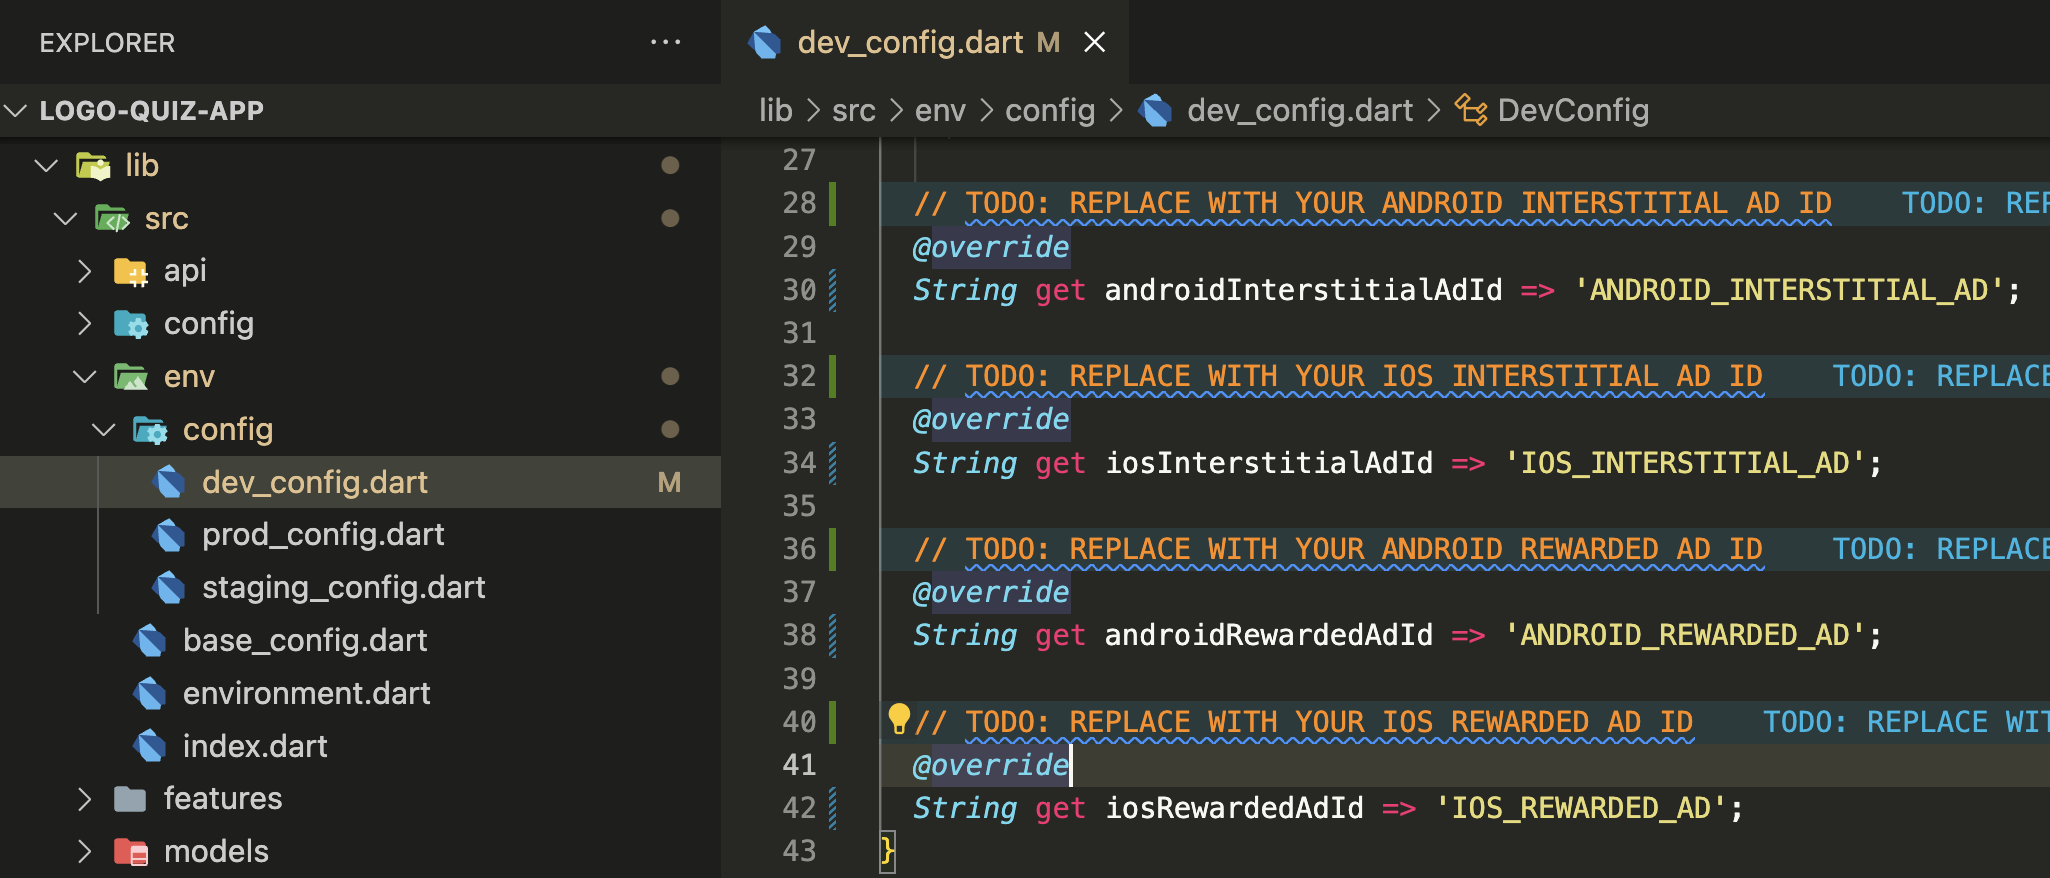 EXPLORER ...
LOGO-QUIZ-APP
lib
src
api
config
env
config
dev_config.dart M
prod_config.dart
staging_config.dart
base_config.dart
environment.dart
index.dart
features
models
dev_config.dart M
lib > src > env > config > dev_config.dart > DevConfig
27
28 // TODO: REPLACE WITH YOUR ANDROID INTERSTITIAL AD ID TODO:
29 @override
30 String get androidInterstitialAdId => 'ANDROID_INTERSTITIAL_AD';
31
32 // TODO: REPLACE WITH YOUR IOS INTERSTITIAL AD ID TODO: REPLACE
33 @override
34 String get iosInterstitialAdId => 'IOS_INTERSTITIAL_AD';
35
36 // TODO: REPLACE WITH YOUR ANDROID REWARDED AD ID TODO: REPLACE
37 @override
38 String get androidRewardedAdId => 'ANDROID_REWARDED_AD';
39
40 // TODO: REPLACE WITH YOUR IOS REWARDED AD ID TODO: REPLACE
41 @override
42 String get iosRewardedAdId => 'IOS_REWARDED_AD';
43 }